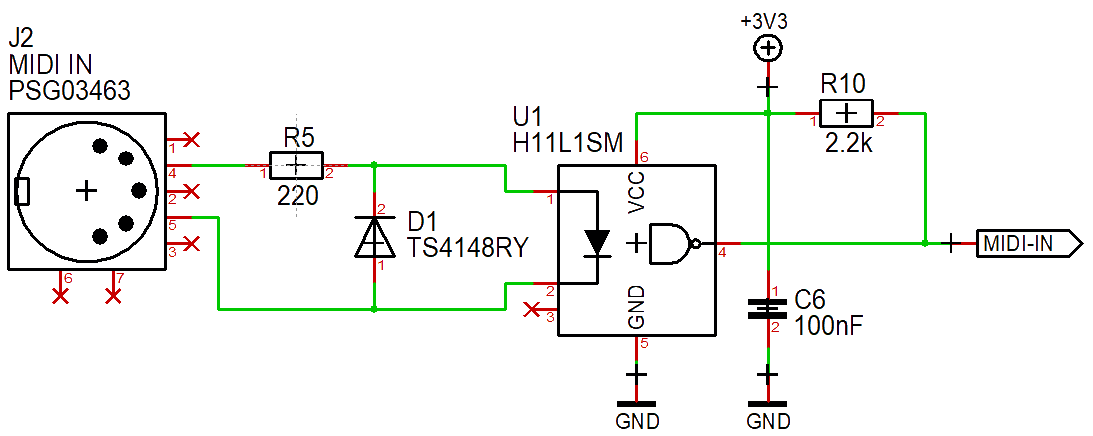 J2
MIDI IN
PSG03463
1
4
2
5
3
6
7
R5
1
2
220
2
D1
TS4148RY
1
U1
H11L1SM
6
VCC
1
2
3
4
GND
5
GND
+3V3
R10
1
2
2.2k
MIDI-IN
1
C6
100nF
2
GND